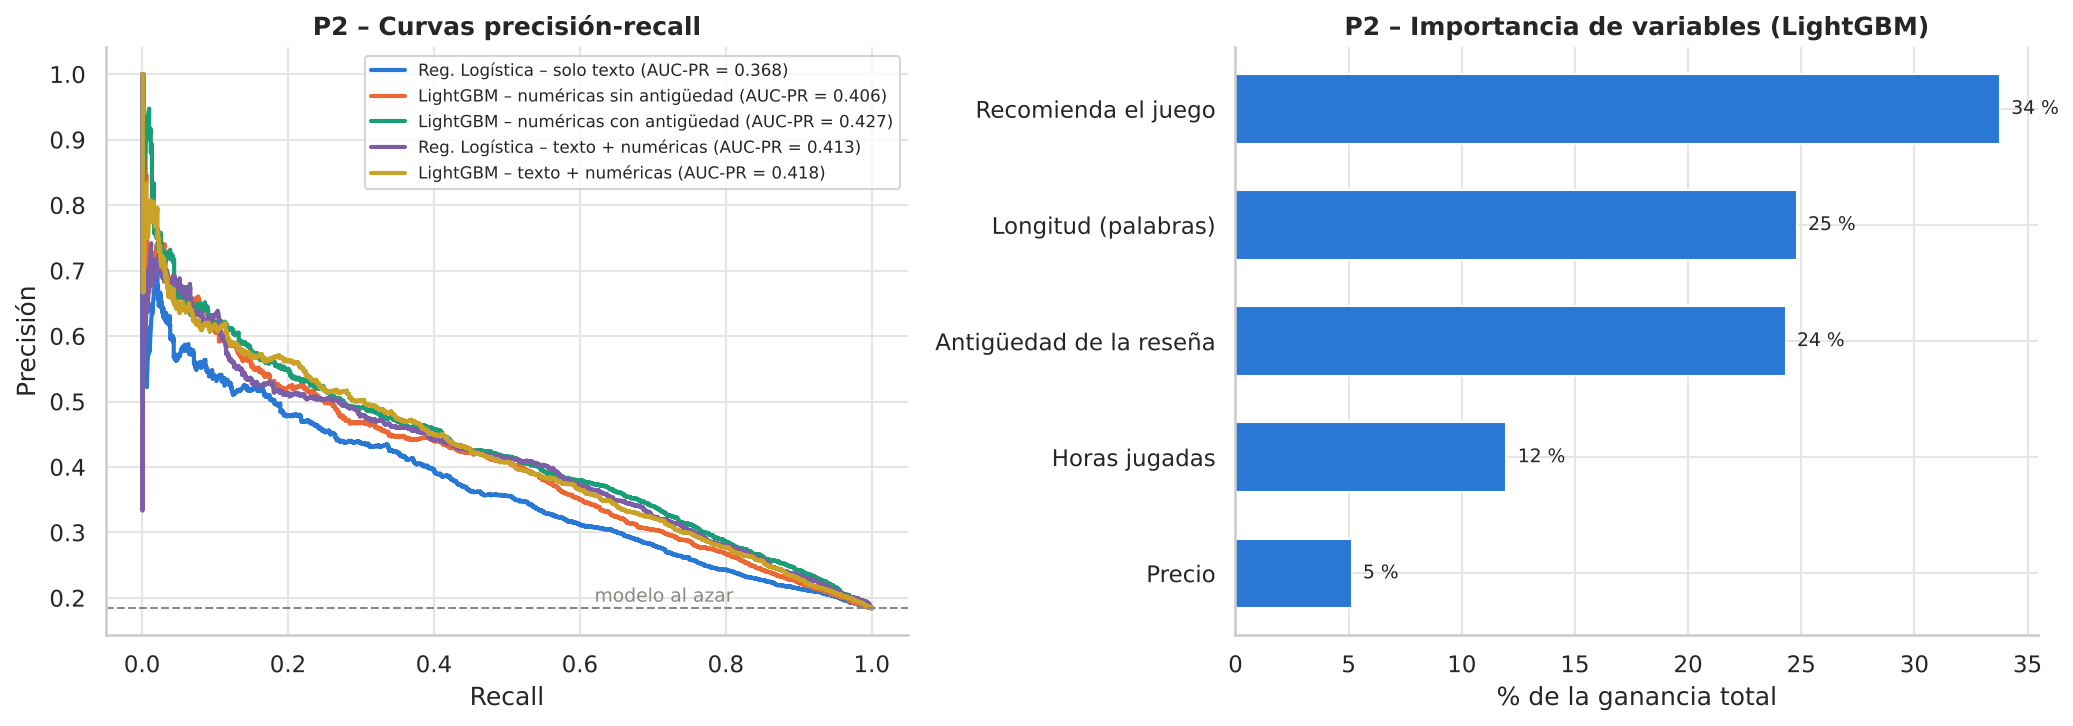 P2 – Curvas precisión-recall
Reg. Logística – solo texto (AUC-PR = 0.368)
LightGBM – numéricas sin antigüedad (AUC-PR = 0.406)
LightGBM – numéricas con antigüedad (AUC-PR = 0.427)
Reg. Logística – texto + numéricas (AUC-PR = 0.413)
LightGBM – texto + numéricas (AUC-PR = 0.418)
1.0
0.9
0.8
0.7
0.6
0.5
0.4
0.3
0.2
Precisión
modelo al azar
0.0 0.2 0.4 0.6 0.8 1.0
Recall
P2 – Importancia de variables (LightGBM)
Recomienda el juego 34 %
Longitud (palabras) 25 %
Antigüedad de la reseña 24 %
Horas jugadas 12 %
Precio 5 %
0 5 10 15 20 25 30 35
% de la ganancia total